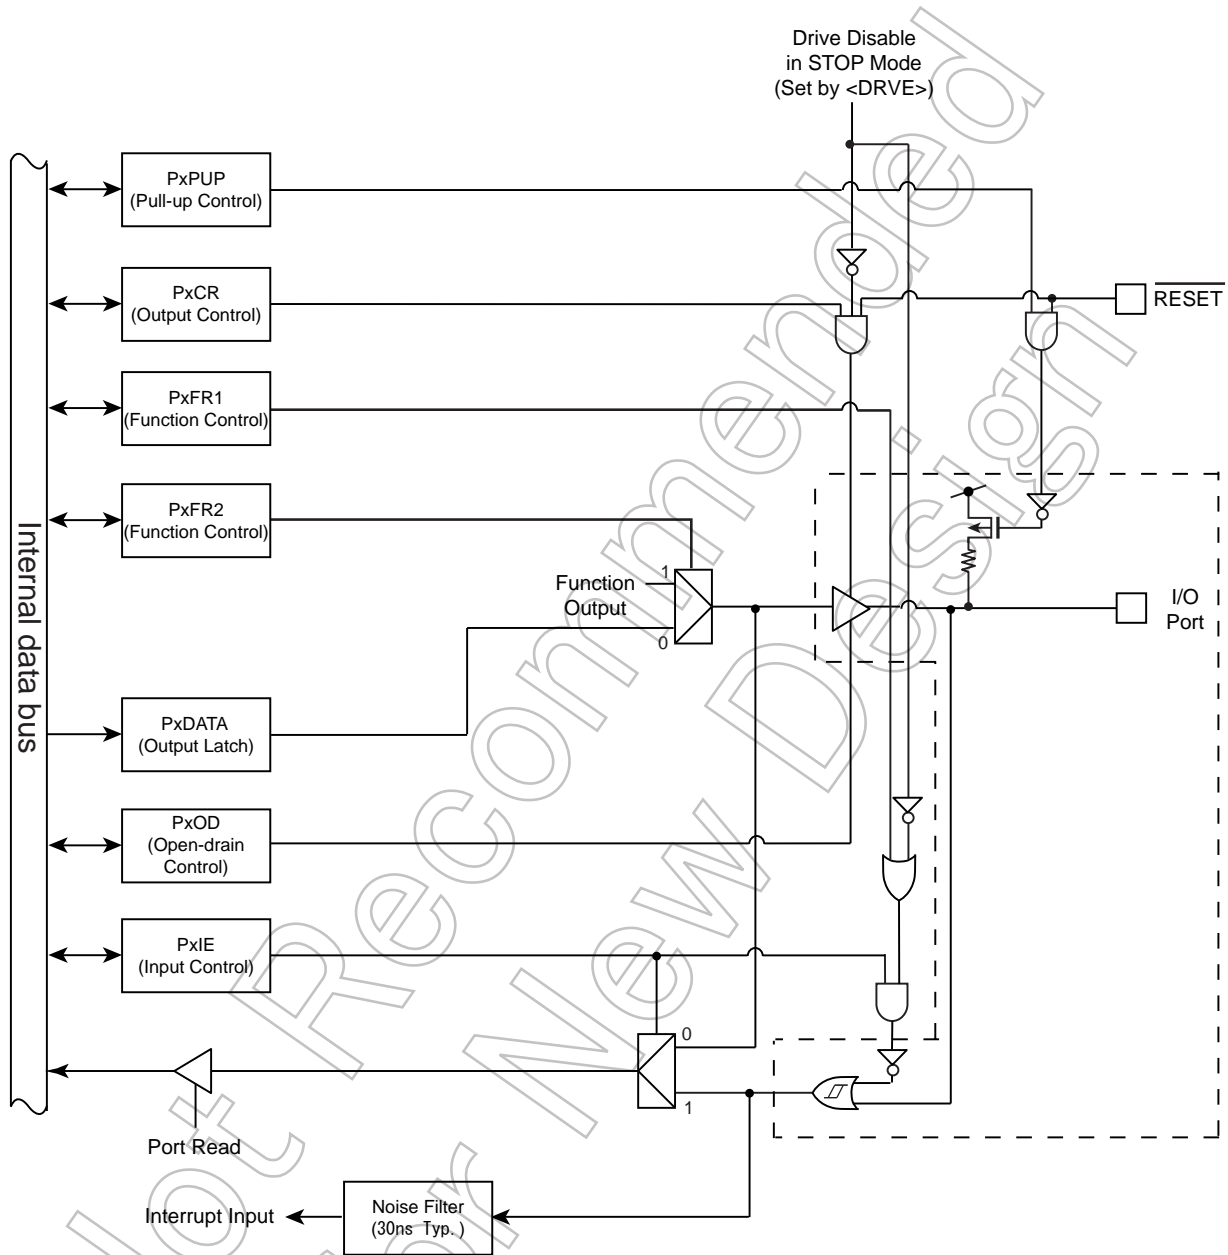 Drive Disable
in STOP Mode
(Set by <DRVE>)
PxPUP
(Pull-up Control)
PxCR
(Output Control)
RESET
PxFR1
(Function Control)
PxFR2
(Function Control)
Internal data bus
1
Function
Output
0
I/O
Port
PxDATA
(Output Latch)
PxOD
(Open-drain
Control)
PxIE
(Input Control)
0
1
Port Read
Noise Filter
(30ns Typ.)
Interrupt Input
Not Recommended
for New Design